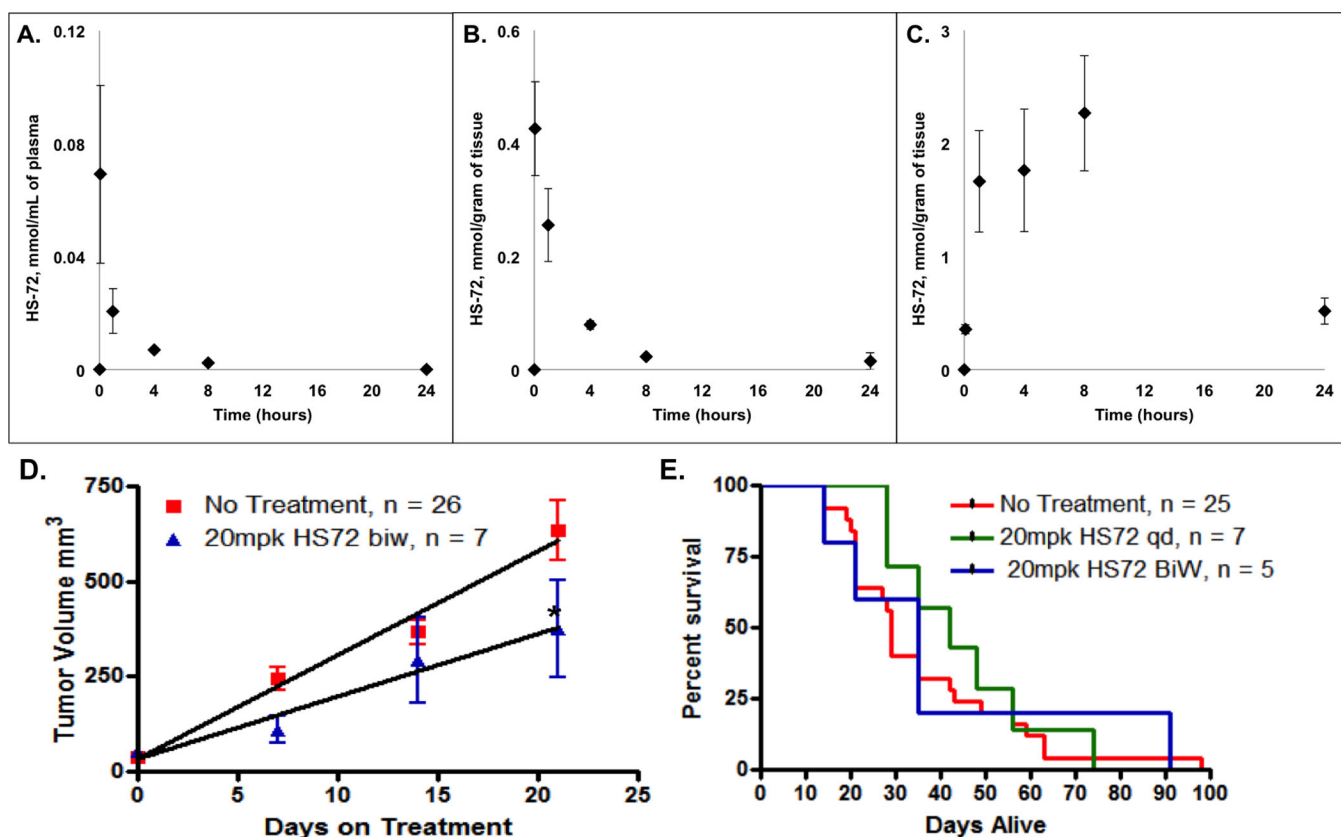 A.
HS-72, mmol/mL of plasma
0.12
0.08
0.04
0
0 4 8 12 16 20 24
Time (hours)
B.
HS-72, mmol/gram of tissue
0.6
0.4
0.2
0
0 4 8 12 16 20 24
Time (hours)
C.
HS-72, mmol/gram of tissue
3
2
1
0
0 4 8 12 16 20 24
Time (hours)
D.
Tumor Volume mm³
750
500
250
0
No Treatment, n = 26
20mpk HS72 biw, n = 7
*
0 5 10 15 20 25
Days on Treatment
E.
Percent survival
100
75
50
25
0
No Treatment, n = 25
20mpk HS72 qd, n = 7
20mpk HS72 BiW, n = 5
0 10 20 30 40 50 60 70 80 90 100
Days Alive